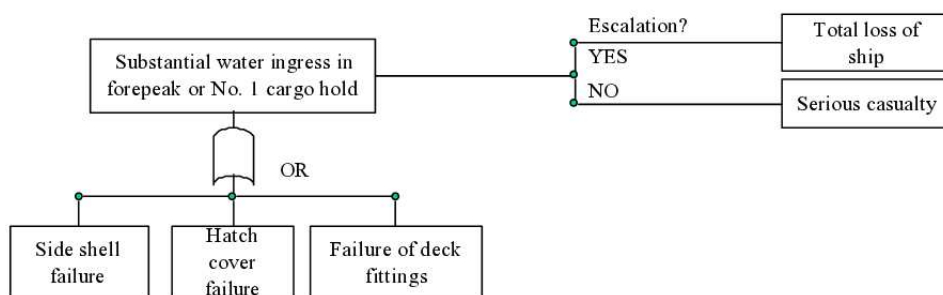 Escalation?
Total loss of
ship
Substantial water ingress in
forepeak or No. 1 cargo hold
YES
NO
Serious casualty
OR
Side shell
failure
Hatch
cover
failure
Failure of deck
fittings